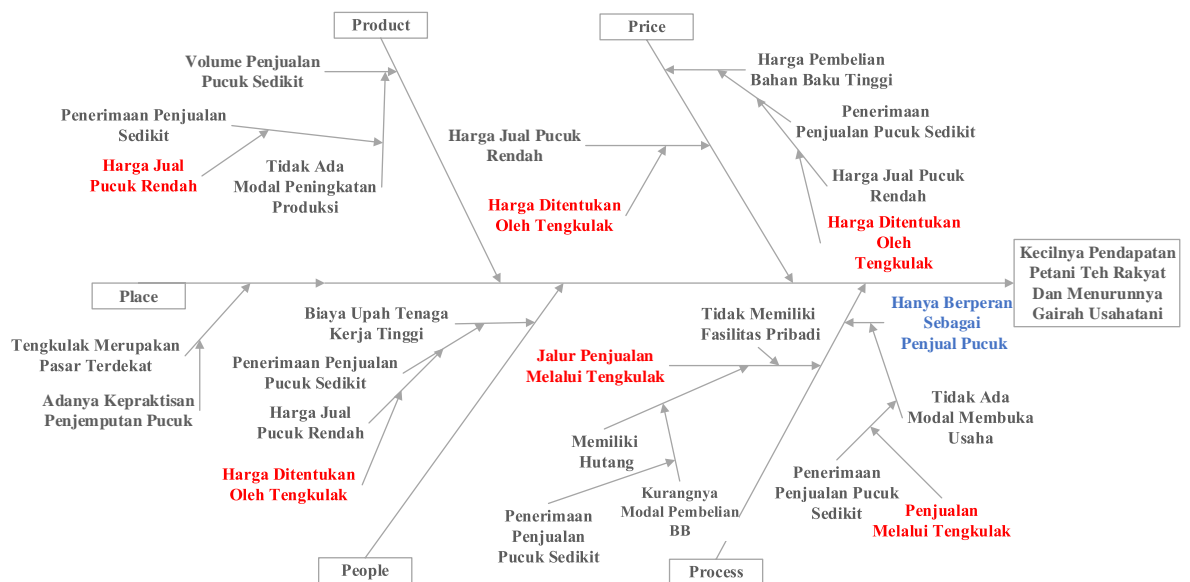 Product
Volume Penjualan
Pucuk Sedikit
Penerimaan Penjualan
Sedikit
Harga Jual
Pucuk Rendah
Tidak Ada
Modal Peningkatan
Produksi
Price
Harga Pembelian
Bahan Baku Tinggi
Penerimaan
Penjualan Pucuk Sedikit
Harga Jual Pucuk
Rendah
Harga Ditentukan
Oleh
Tengkulak
Harga Jual Pucuk
Rendah
Harga Ditentukan
Oleh Tengkulak
Kecilnya Pendapatan
Petani Teh Rakyat
Dan Menurunnya
Gairah Usahatani
Place
Tengkulak Merupakan
Pasar Terdekat
Adanya Kepraktisan
Penjemputan Pucuk
Biaya Upah Tenaga
Kerja Tinggi
Penerimaan Penjualan
Pucuk Sedikit
Harga Jual
Pucuk Rendah
Harga Ditentukan
Oleh Tengkulak
People
Tidak Memiliki
Fasilitas Pribadi
Jalur Penjualan
Melalui Tengkulak
Memiliki
Hutang
Penerimaan
Penjualan
Pucuk Sedikit
Kurangnya
Modal Pembelian
BB
Hanya Berperan
Sebagai
Penjual Pucuk
Tidak Ada
Modal Membuka
Usaha
Penerimaan
Penjualan Pucuk
Sedikit
Penjualan
Melalui Tengkulak
Process